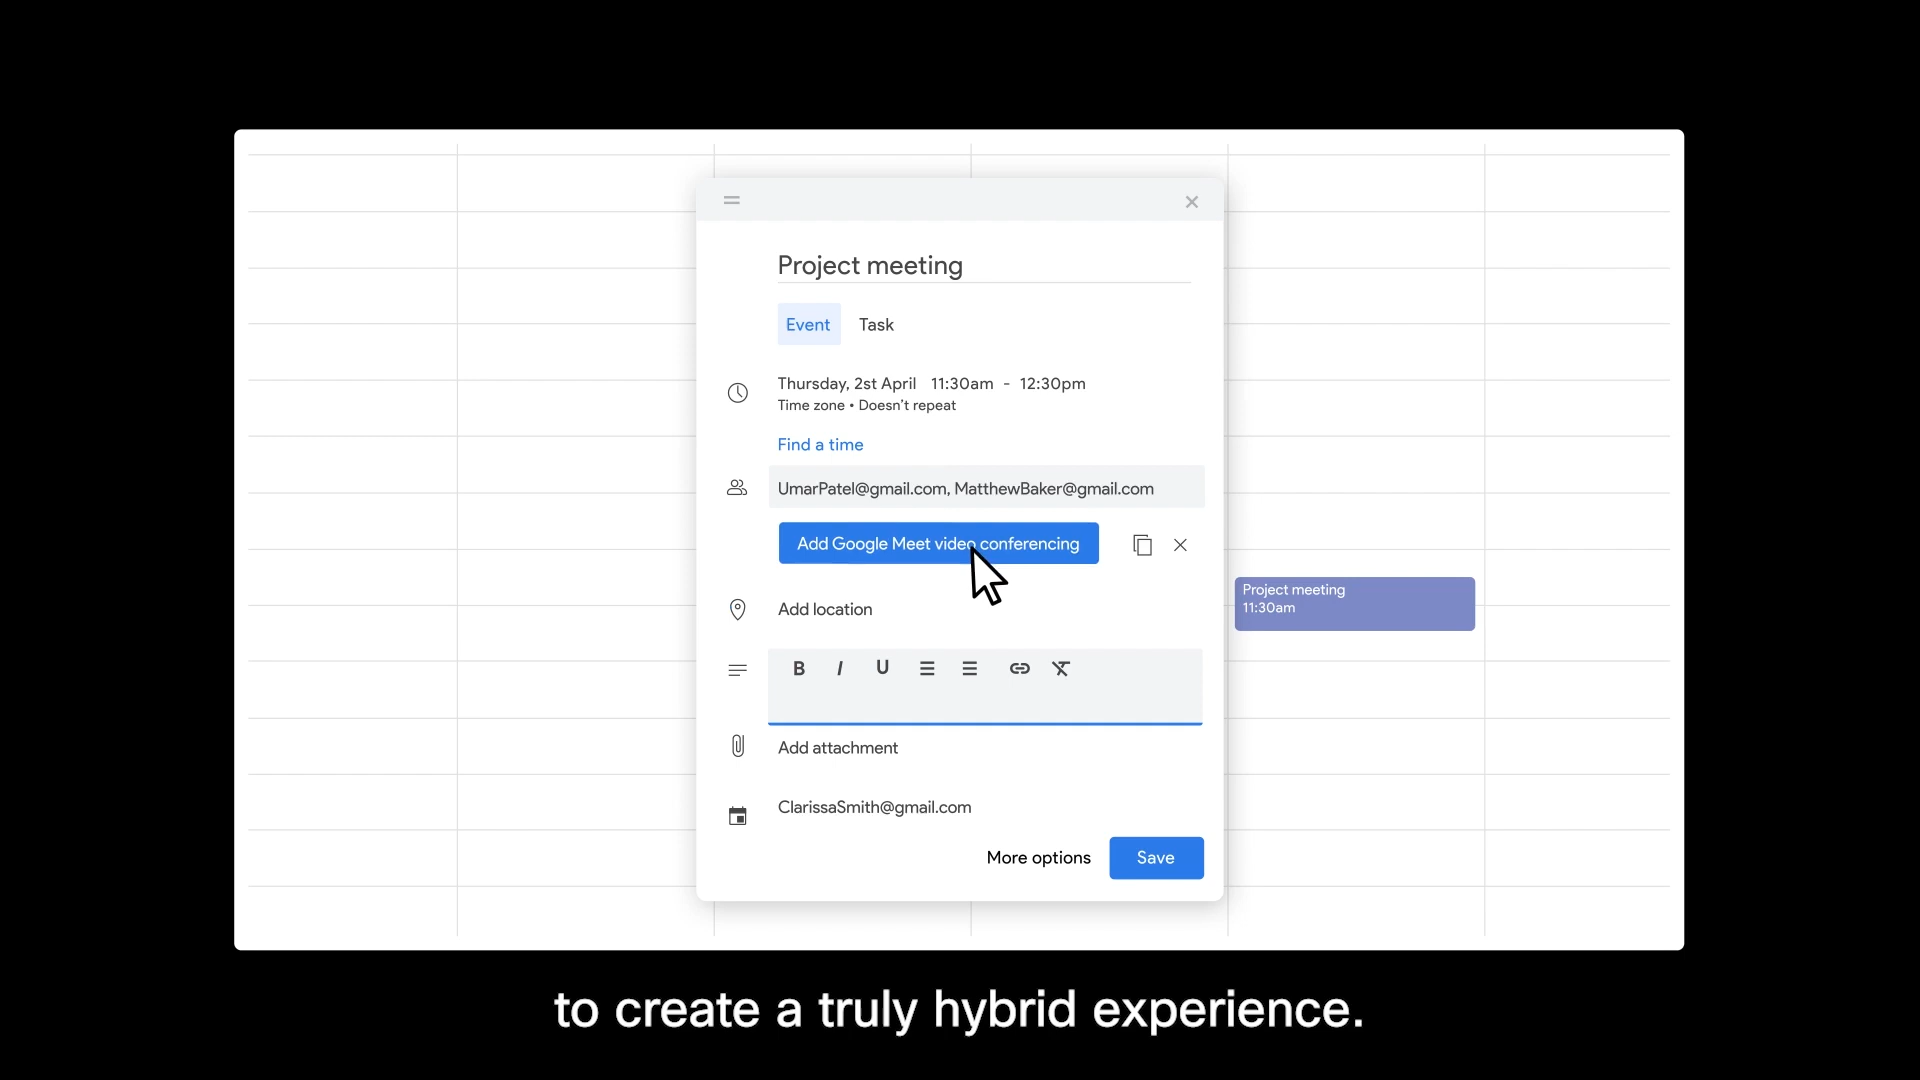 Project meeting
Event Task
Thursday, 2st April 11:30am - 12:30pm
Time zone • Doesn't repeat
Find a time
UmarPatel@gmail.com, MatthewBaker@gmail.com
Add Google Meet video conferencing
Project meeting
11:30am
Add location
B I U
Add attachment
ClarissaSmith@gmail.com
More options Save
to create a truly hybrid experience.